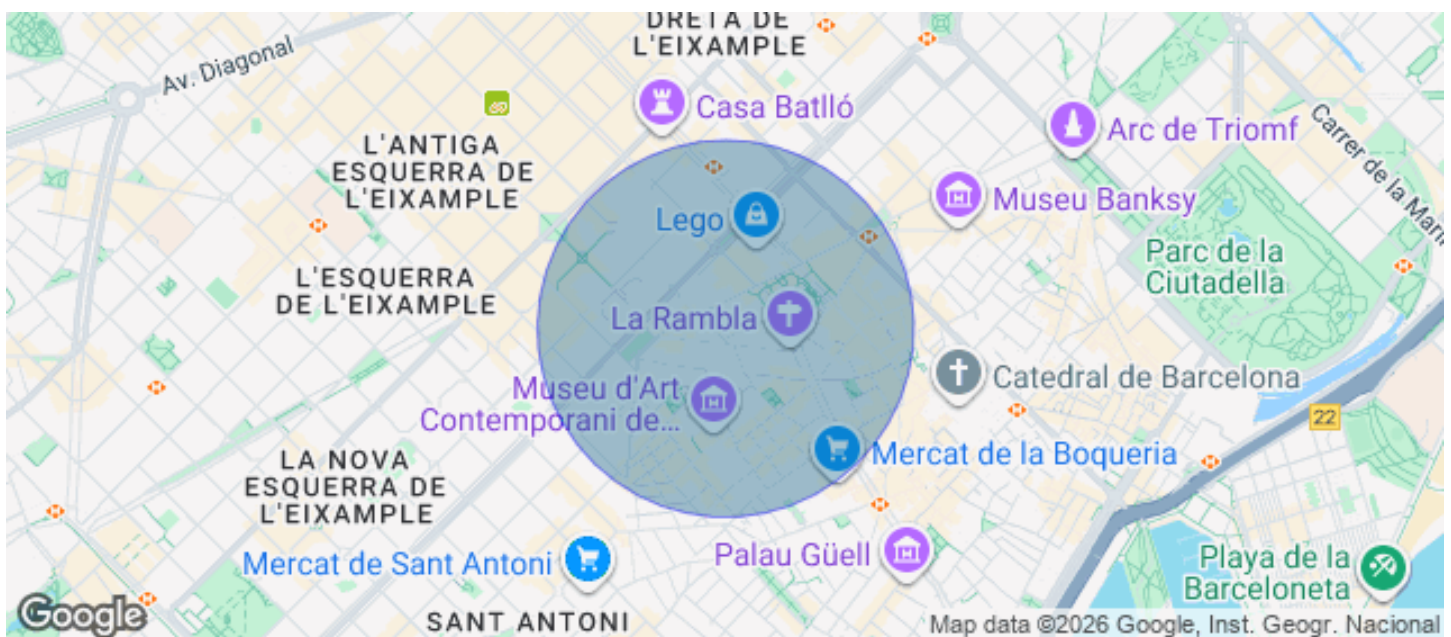 DRETA DE
L'EIXAMPLE
Av. Diagonal
Casa Batlló
Arc de Triomf
Carrer de la Marin
L'ANTIGA
ESQUERRA DE
L'EIXAMPLE
Museu Banksy
Lego
Parc de la
Ciutadella
L'ESQUERRA
DE L'EIXAMPLE
La Rambla
Catedral de Barcelona
Museu d'Art
Contemporani de...
22
Mercat de la Boqueria
LA NOVA
ESQUERRA DE
L'EIXAMPLE
Mercat de Sant Antoni
Palau Güell
Playa de la
Barceloneta
SANT ANTONI
Google
Map data ©2026 Google, Inst. Geogr. Nacional